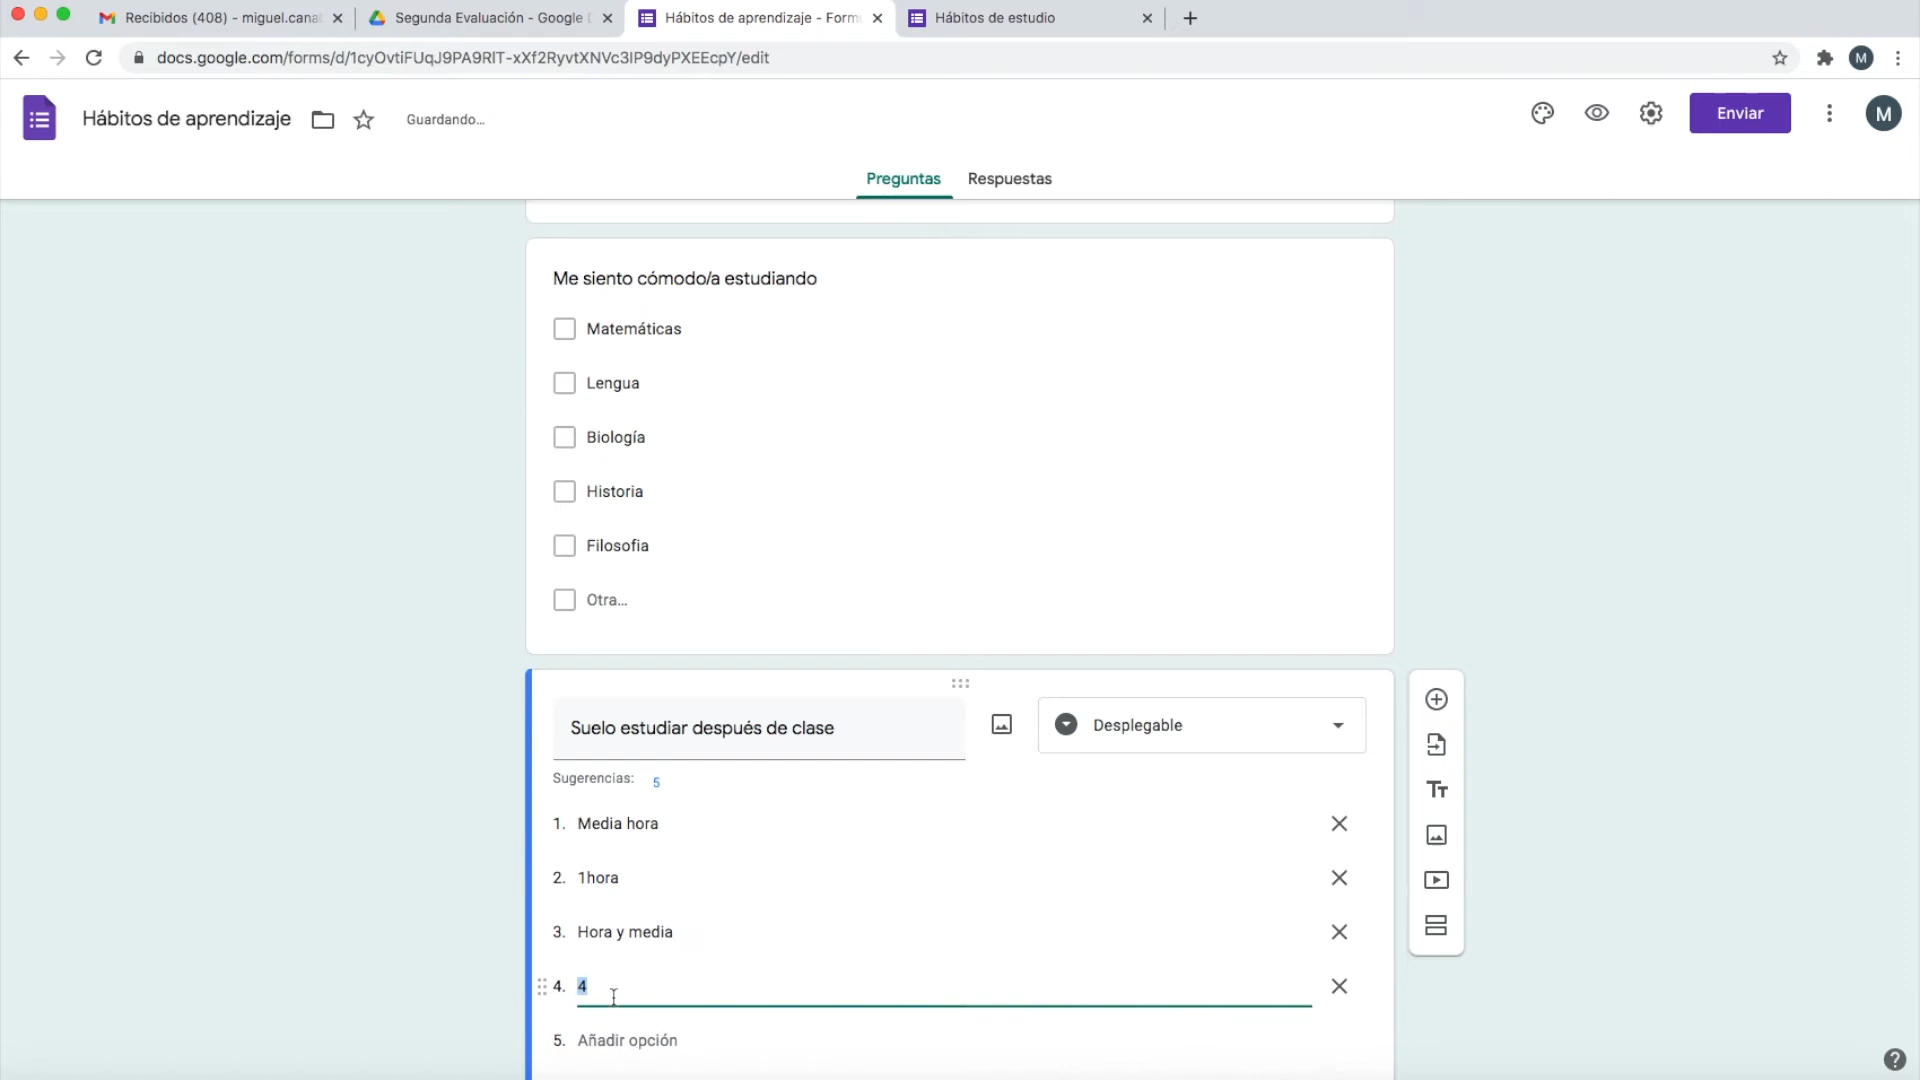 Recibidos (408) - miguel.cana
Segunda Evaluación - Google D
Hábitos de aprendizaje - Form
Hábitos de estudio
docs.google.com/forms/d/1cyOvtiFUqJ9PA9RlT-xXf2RyvtXNVc3IP9dyPXEEcpY/edit
M
Hábitos de aprendizaje
Guardando...
Enviar
M
Preguntas
Respuestas
Me siento cómodo/a estudiando
Matemáticas
Lengua
Biología
Historia
Filosofia
Otra...
Suelo estudiar después de clase
Desplegable
Sugerencias: 5
1. Media hora
2. 1hora
3. Hora y media
4. 4
5. Añadir opción